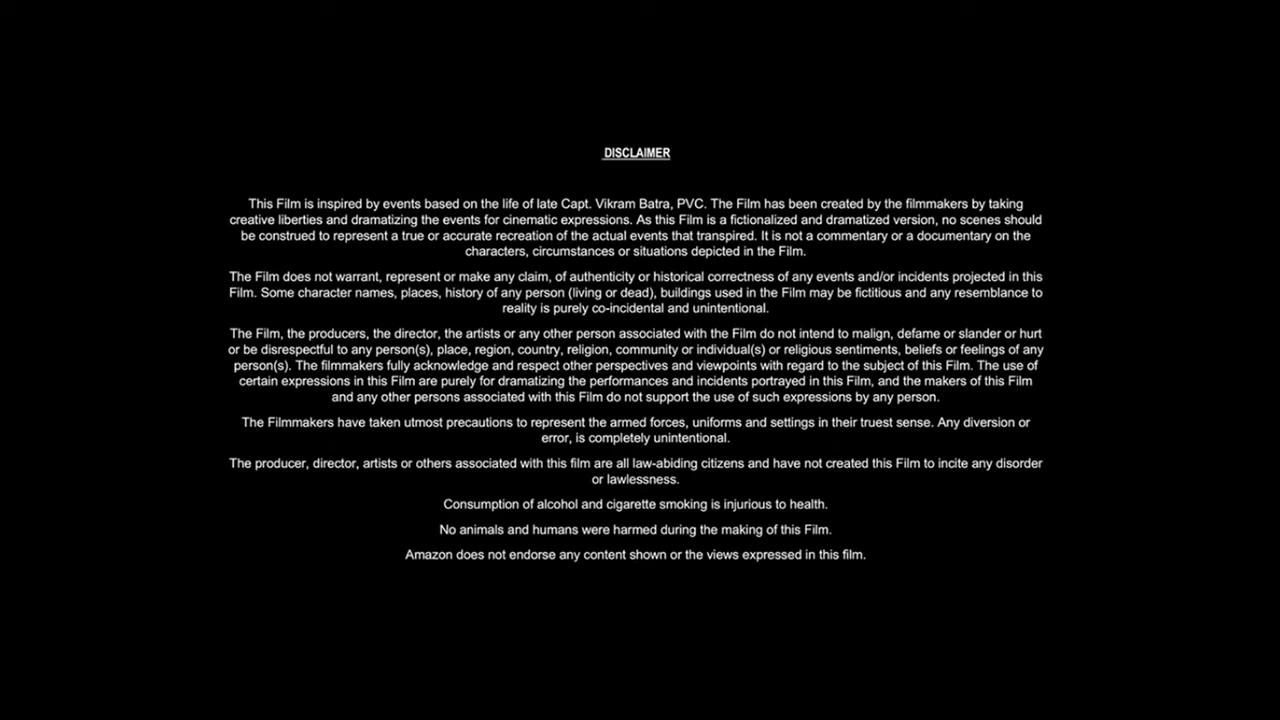 DISCLAIMER
This Film is inspired by events based on the life of late Capt. Vikram Batra, PVC. The Film has been created by the filmmakers by taking
creative liberties and dramatizing the events for cinematic expressions. As this Film is a fictionalized and dramatized version, no scenes should
be construed to represent a true or accurate recreation of the actual events that transpired. It is not a commentary or a documentary on the
characters, circumstances or situations depicted in the Film.
The Film does not warrant, represent or make any claim, of authenticity or historical correctness of any events and/or incidents projected in this
Film. Some character names, places, history of any person (living or dead), buildings used in the Film may be fictitious and any resemblance to
reality is purely co-incidental and unintentional.
The Film, the producers, the director, the artists or any other person associated with the Film do not intend to malign, defame or slander or hurt
or be disrespectful to any person(s), place, region, country, religion, community or individual(s) or religious sentiments, beliefs or feelings of any
person(s). The filmmakers fully acknowledge and respect other perspectives and viewpoints with regard to the subject of this Film. The use of
certain expressions in this Film are purely for dramatizing the performances and incidents portrayed in this Film, and the makers of this Film
and any other persons associated with this Film do not support the use of such expressions by any person.
The Filmmakers have taken utmost precautions to represent the armed forces, uniforms and settings in their truest sense. Any diversion or
error, is completely unintentional.
The producer, director, artists or others associated with this film are all law-abiding citizens and have not created this Film to incite any disorder
or lawlessness.
Consumption of alcohol and cigarette smoking is injurious to health.
No animals and humans were harmed during the making of this Film.
Amazon does not endorse any content shown or the views expressed in this film.